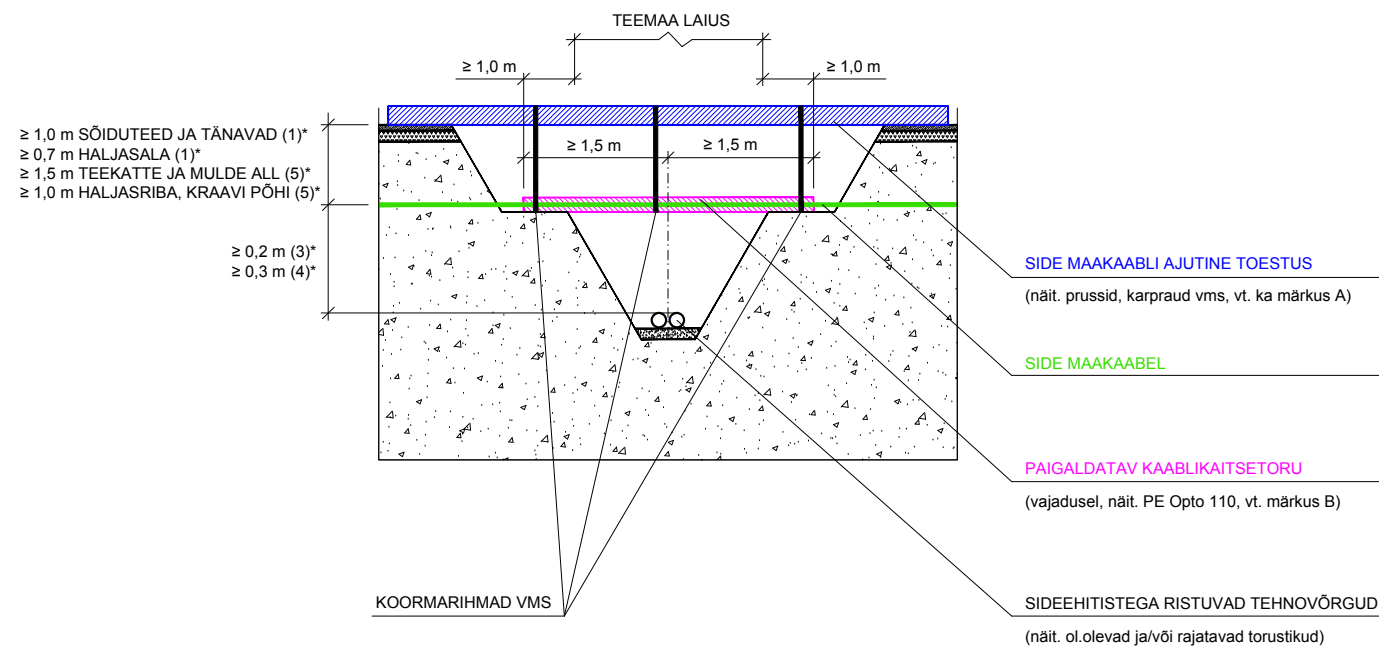 TEEMAA LAIUS
≥ 1,0 m
≥ 1,0 m
≥ 1,0 m SÕIDUTEED JA TÄNAVAD (1)*
≥ 0,7 m HALJASALA (1)*
≥ 1,5 m TEEKATTE JA MULDE ALL (5)*
≥ 1,0 m HALJASRIBA, KRAAVI PÕHI (5)*
≥ 1,5 m
≥ 1,5 m
≥ 0,2 m (3)*
≥ 0,3 m (4)*
SIDE MAAKAABLI AJUTINE TOESTUS
(näit. prussid, karpraud vms, vt. ka märkus A)
SIDE MAAKAABEL
PAIGALDATAV KAABLIKAITSETORU
(vajadusel, näit. PE Opto 110, vt. märkus B)
KOORMARIHMAD VMS
SIDEEHITISTEGA RISTUVAD TEHNOVÕRGUD
(näit. ol.olevad ja/või rajatavad torustikud)